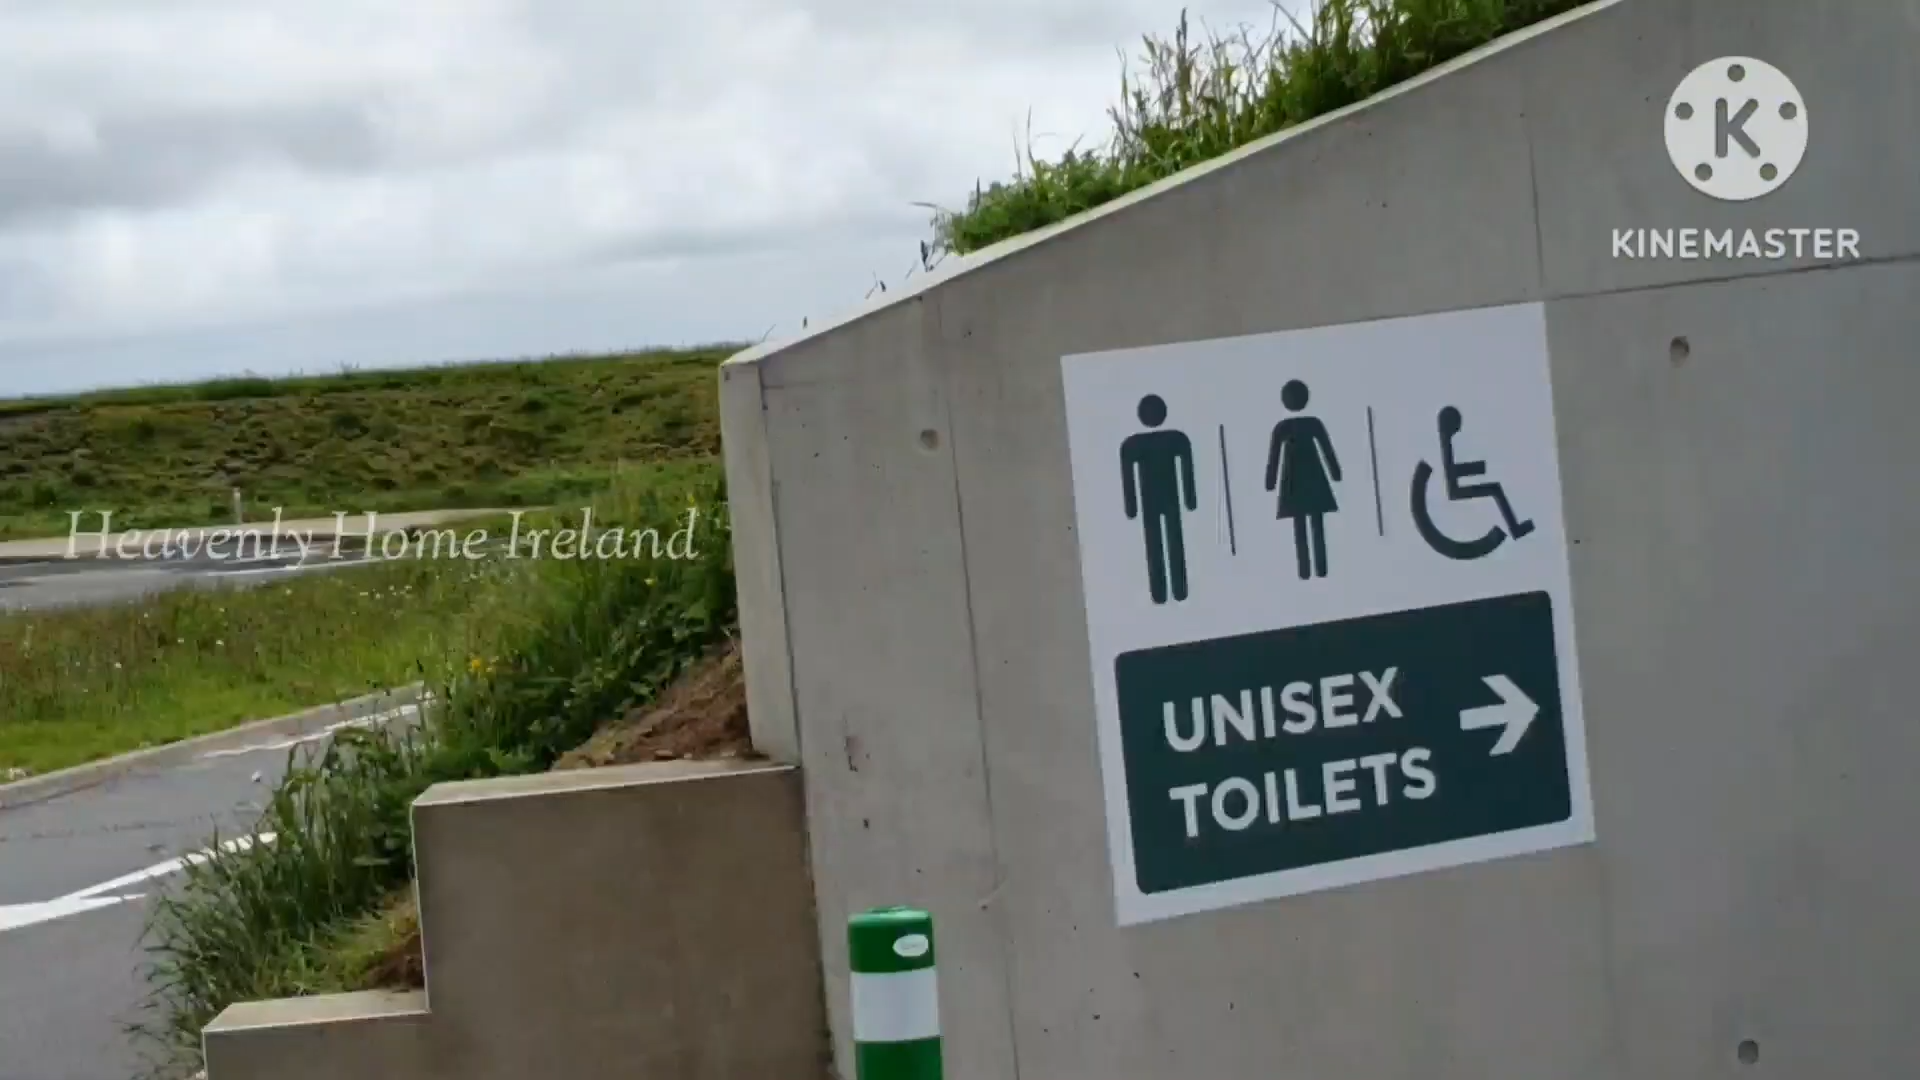 K
KINEMASTER
Heavenly Home Ireland
UNISEX
TOILETS